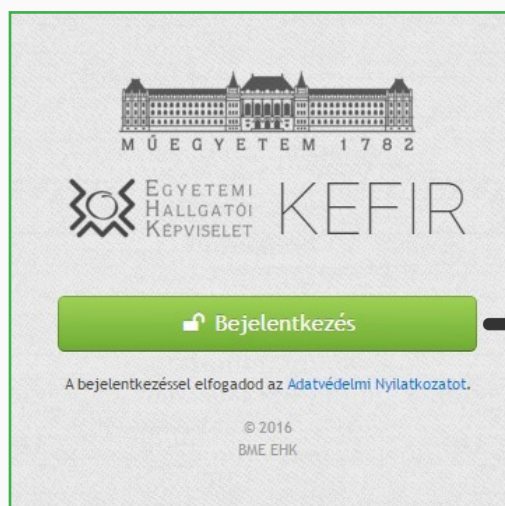 MŰEGYETEM 1782
EGYETEMI
HALLGATÓI
KÉPVISELET
KEFIR
Bejelentkezés
A bejelentkezéssel elfogadod az Adatvédelmi Nyilatkozatot.
© 2016
BME EHK